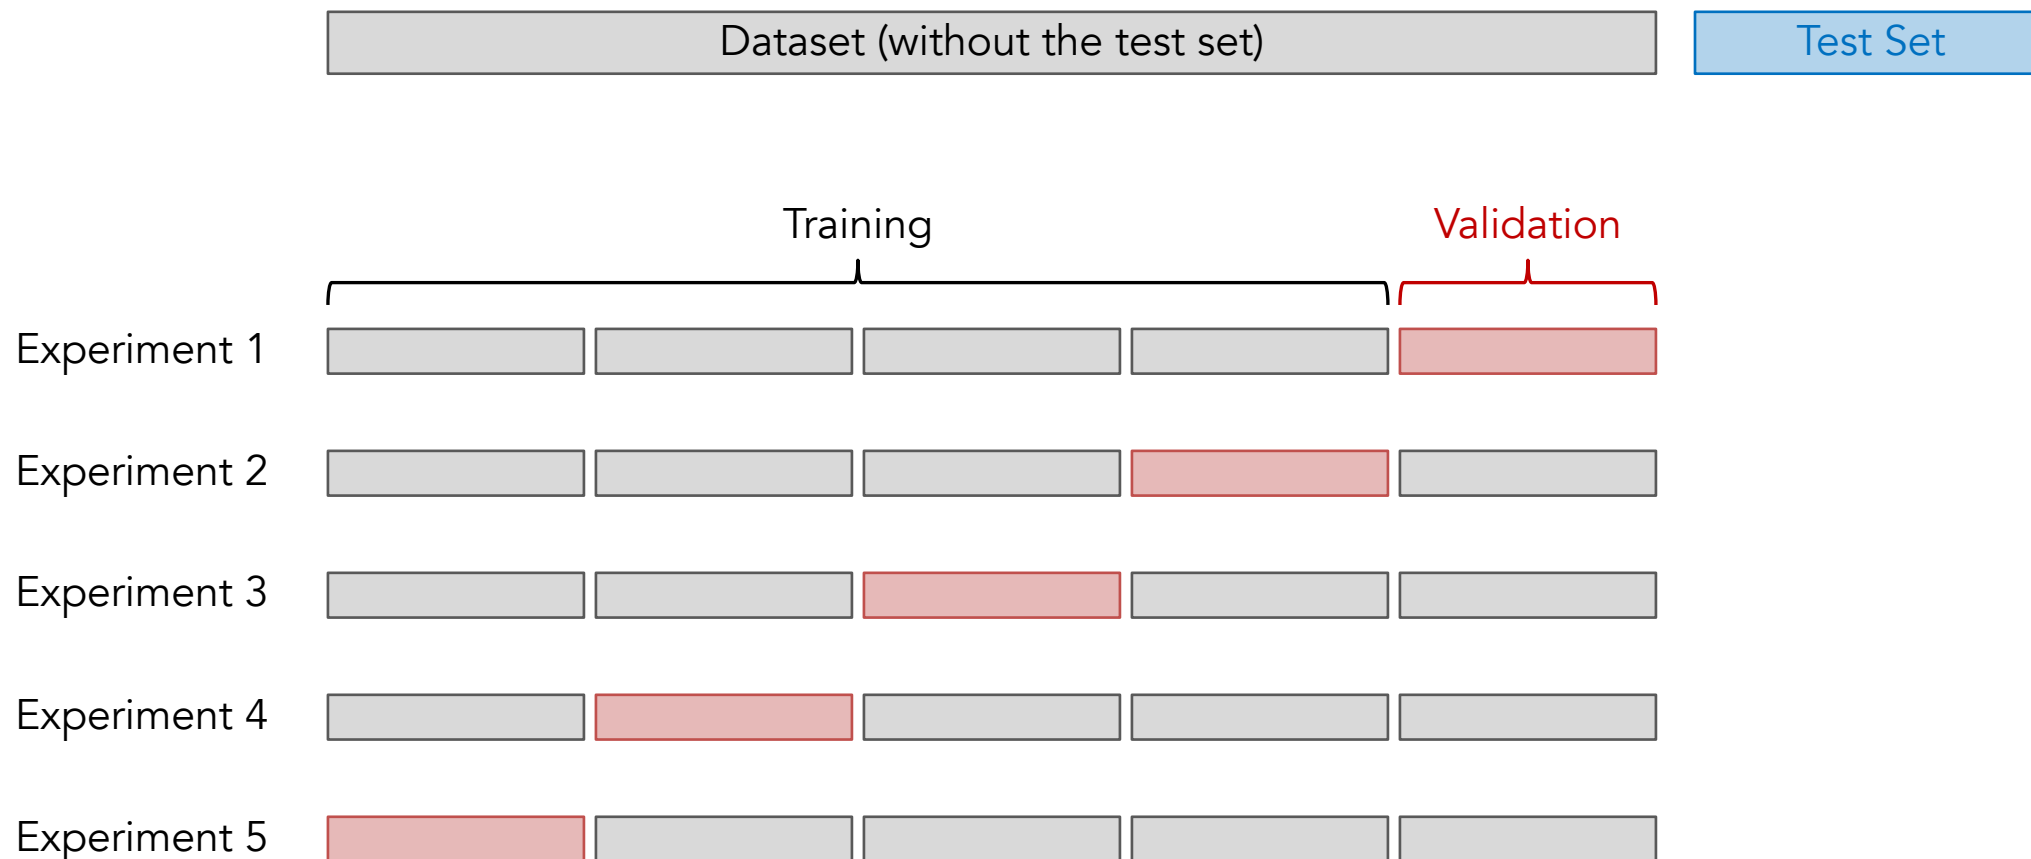 Dataset (without the test set)
Test Set
Training
Validation
Experiment 1
Experiment 2
Experiment 3
Experiment 4
Experiment 5